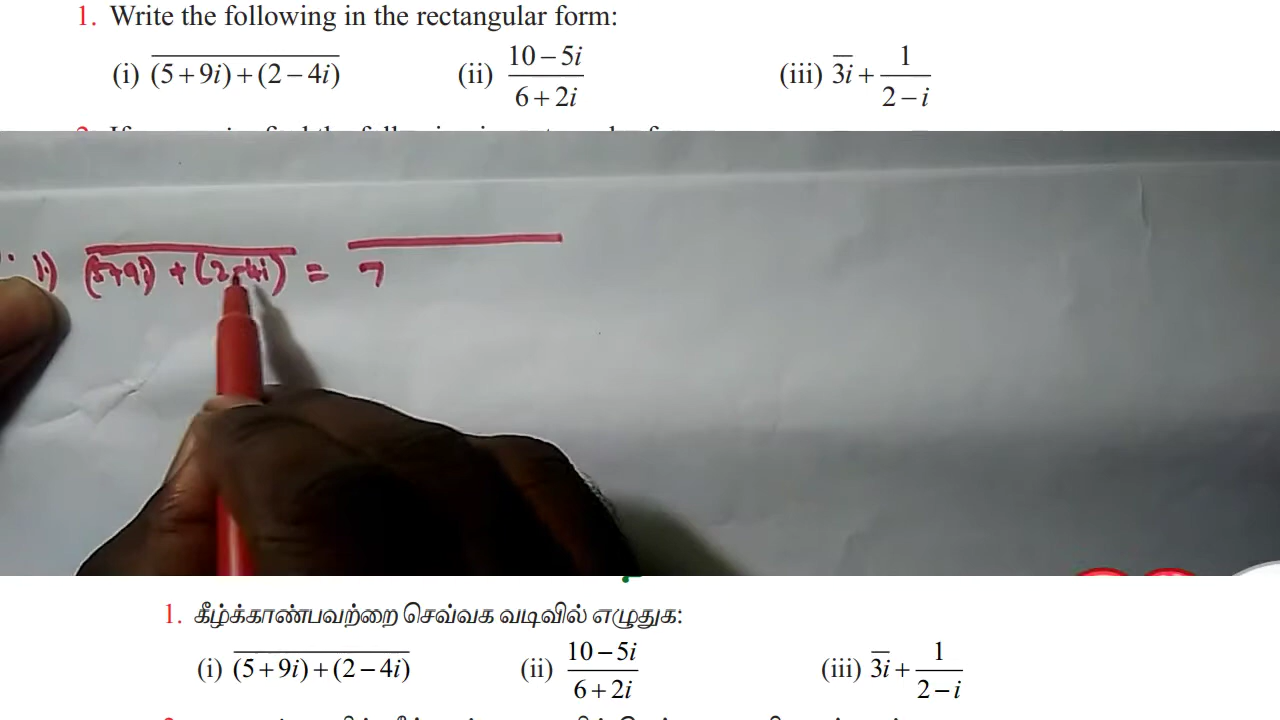 1. Write the following in the rectangular form:
(i) \overline{(5+9i)+(2−4i)} (ii) \frac{10−5i}{6+2i} (iii) \overline{3i}+\frac{1}{2−i}
i) \overline{(5+9i) + (2-4i)} = \overline{7}
1. கீழ்க்காண்பவற்றை செவ்வக வடிவில் எழுதுக:
(i) \overline{(5+9i)+(2−4i)} (ii) \frac{10−5i}{6+2i} (iii) \overline{3i}+\frac{1}{2−i}